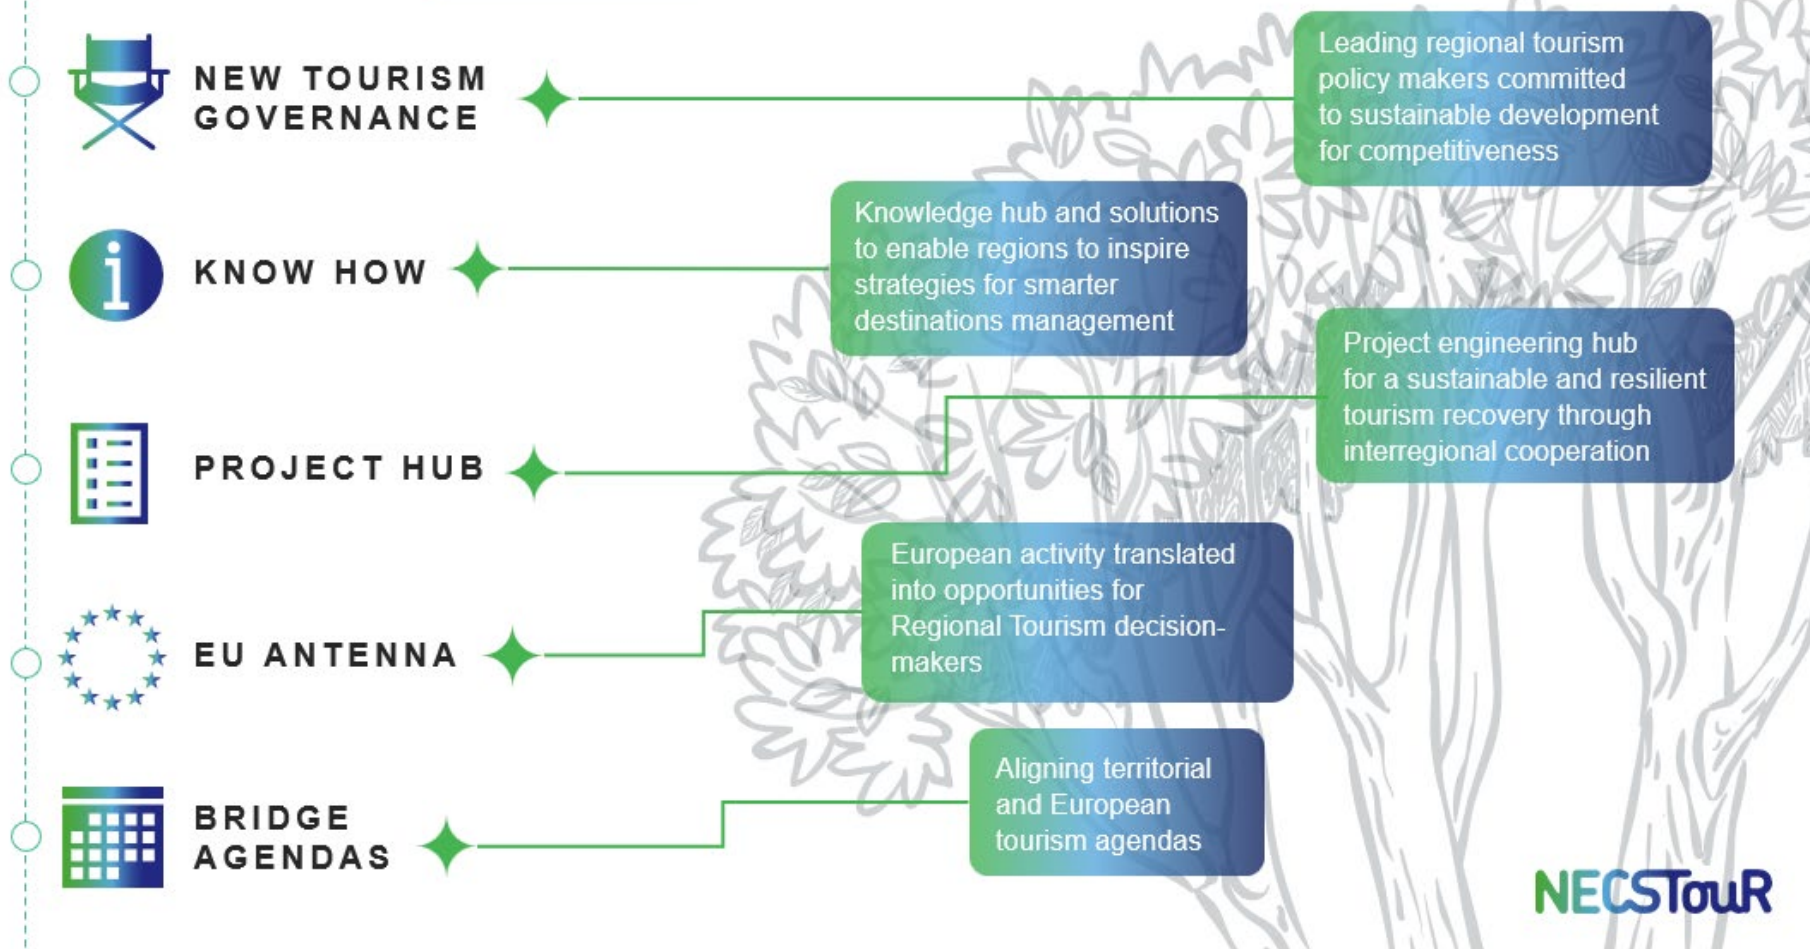 NEW TOURISM
GOVERNANCE
Leading regional tourism
policy makers committed
to sustainable development
for competitiveness
KNOW HOW
Knowledge hub and solutions
to enable regions to inspire
strategies for smarter
destinations management
PROJECT HUB
Project engineering hub
for a sustainable and resilient
tourism recovery through
interregional cooperation
EU ANTENNA
European activity translated
into opportunities for
Regional Tourism decision-
makers
BRIDGE
AGENDAS
Aligning territorial
and European
tourism agendas
NECSTouR